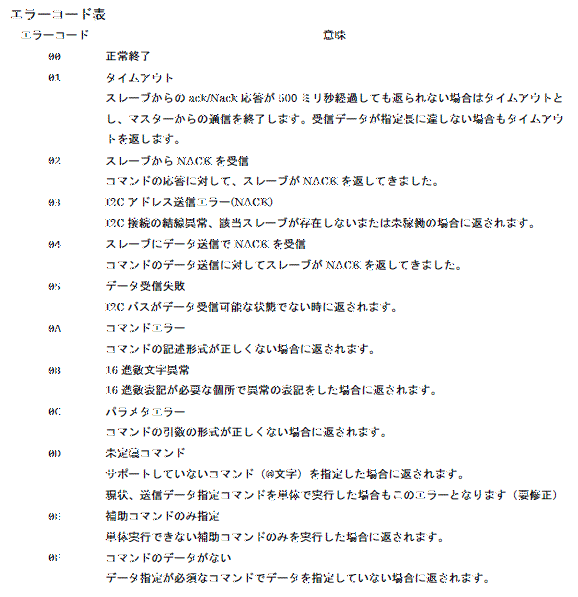 エラーコード表
エラーコード 意味
00 正常終了
01 タイムアウト
スレーブからの ack/Nack 応答が 500 ミリ秒経過しても返られない場合はタイムアウトと
し、マスターからの通信を終了します。受信データが指定長に達しない場合もタイムアウ
トを返します。
02 スレーブから NACK を受信
コマンドの応答に対して、スレーブが NACK を返してきました。
03 I2C アドレス送信エラー(NACK)
I2C 接続の結線異常、該当スレーブが存在しないまたは未稼働の場合に返されます。
04 スレーブにデータ送信で NACK を受信
コマンドのデータ送信に対してスレーブが NACK を返してきました。
05 データ受信失敗
I2C バスがデータ受信可能な状態でない時に返されます。
0A コマンドエラー
コマンドの記述形式が正しくない場合に返されます。
0B 16 進数文字異常
16 進数表記が必要な個所で異常の表記をした場合に返されます。
0C パラメタエラー
コマンドの引数の形式が正しくない場合に返されます。
0D 未定義コマンド
サポートしていないコマンド（@文字）を指定した場合に返されます。
現状、送信データ指定コマンドを単体で実行した場合もこのエラーとなります（要修正）
0E 補助コマンドのみ指定
単体実行できない補助コマンドのみを実行した場合に返されます。
0F コマンドのデータがない
データ指定が必須なコマンドでデータを指定していない場合に返されます。